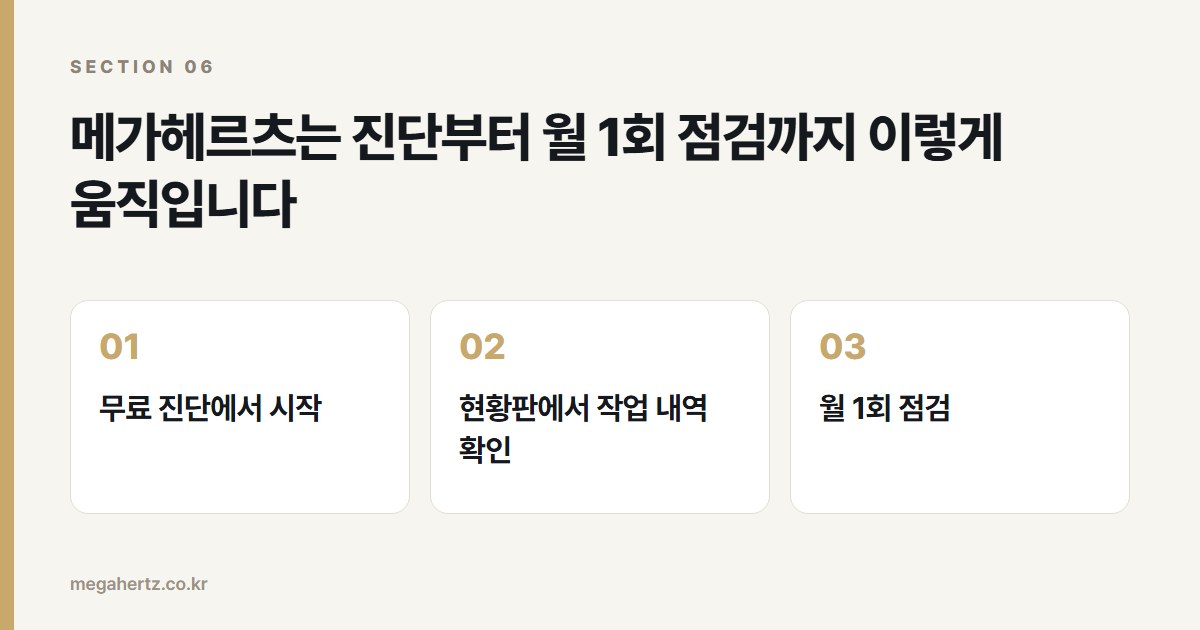 SECTION 06
메가헤르츠는 진단부터 월 1회 점검까지 이렇게
움직입니다
01
무료 진단에서 시작
02
현황판에서 작업 내역
확인
03
월 1회 점검
megahertz.co.kr